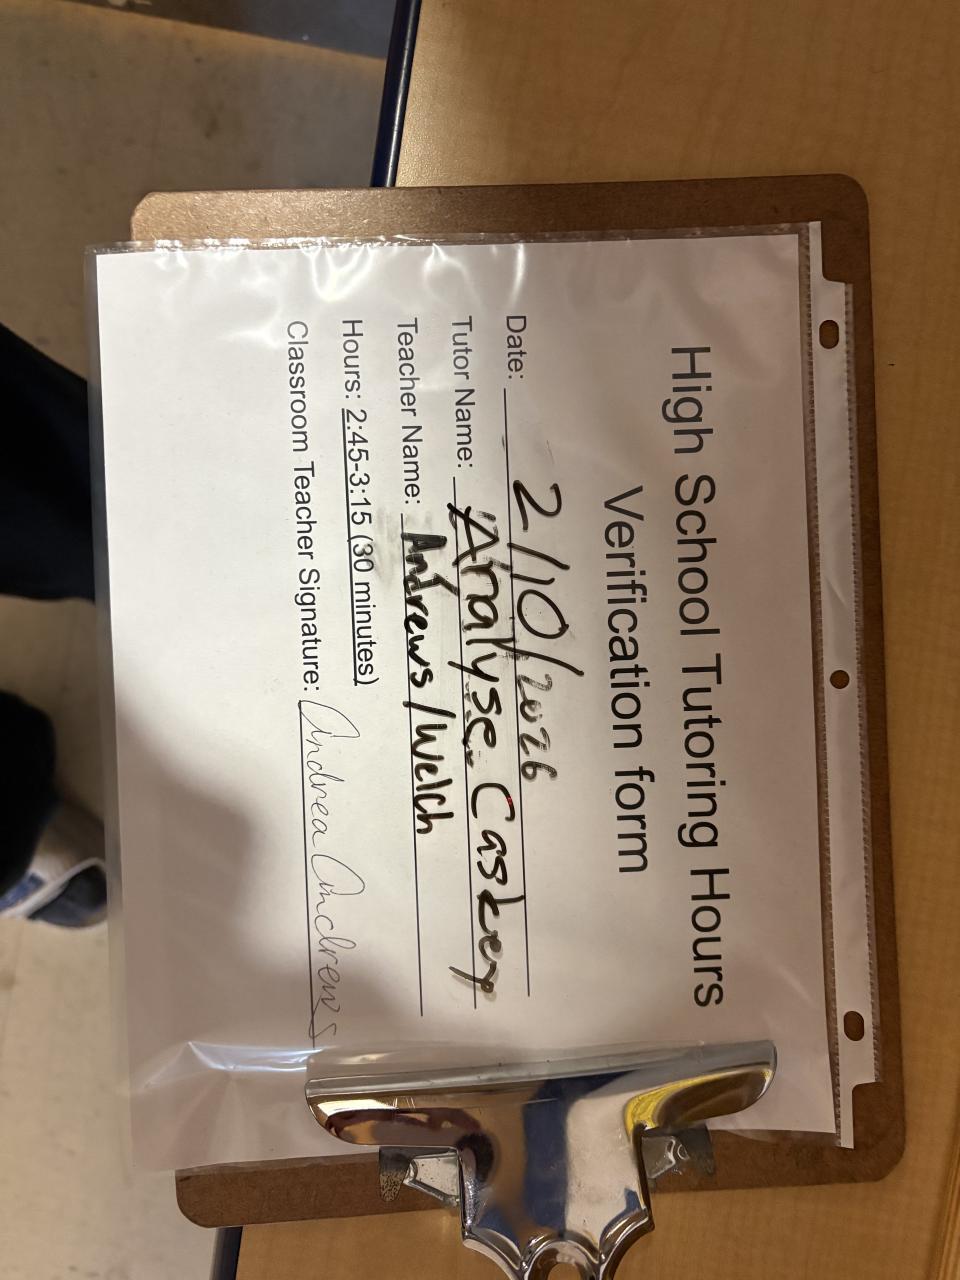 High School Tutoring Hours
Verification form
Date: 2/10/2026
Tutor Name: Analyse Caskey
Teacher Name: Andrews/Welch
Hours: 2:45-3:15 (30 minutes)
Classroom Teacher Signature: Andrea Andrews